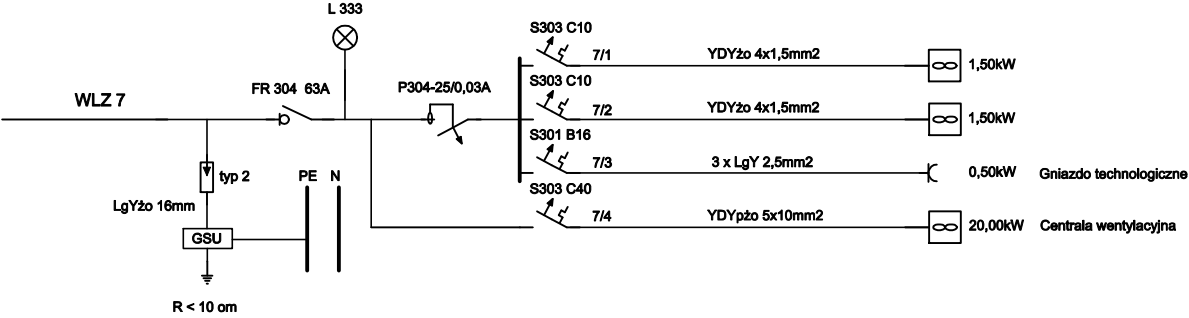 L 333
S303 C10
7/1
YDYżo 4x1,5mm2
1,50kW
FR 304 63A
P304-25/0,03A
S303 C10
WLZ 7
7/2
YDYżo 4x1,5mm2
1,50kW
S301 B16
7/3
3 x LgY 2,5mm2
0,50kW
Gniazdo technologiczne
typ 2
PE
N
S303 C40
LgYżo 16mm
7/4
YDYpżo 5x10mm2
20,00kW
Centrala wentylacyjna
GSU
R < 10 om